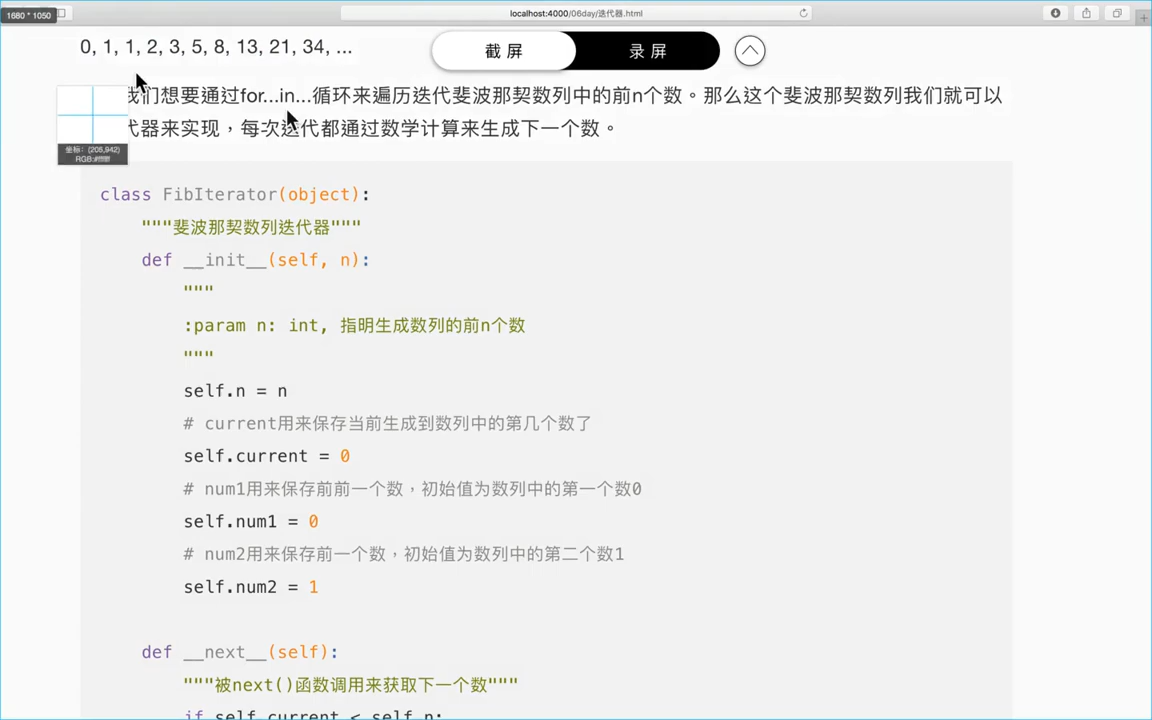 1680 * 1050
localhost:4000/06day/迭代器.html
0, 1, 1, 2, 3, 5, 8, 13, 21, 34, ...
截屏
录屏
我们想要通过for...in...循环来遍历迭代斐波那契数列中的前n个数。那么这个斐波那契数列我们就可以
代器来实现，每次迭代都通过数学计算来生成下一个数。
坐标: (205,942)
RGB:#ffffff
class FibIterator(object):
"""斐波那契数列迭代器"""
def __init__(self, n):
"""
:param n: int, 指明生成数列的前n个数
"""
self.n = n
# current用来保存当前生成到数列中的第几个数了
self.current = 0
# num1用来保存前前一个数，初始值为数列中的第一个数0
self.num1 = 0
# num2用来保存前一个数，初始值为数列中的第二个数1
self.num2 = 1
def __next__(self):
"""被next()函数调用来获取下一个数"""
if self.current < self.n: